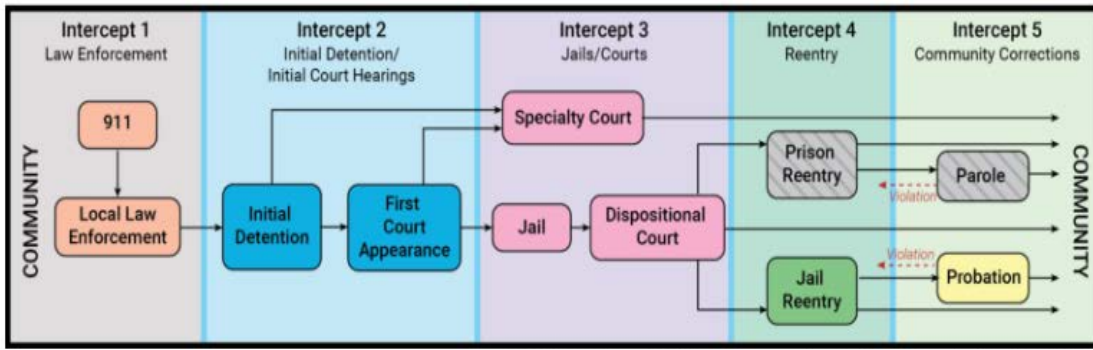 Intercept 1
Law Enforcement
Intercept 2
Initial Detention/
Initial Court Hearings
Intercept 3
Jails/Courts
Intercept 4
Reentry
Intercept 5
Community Corrections
COMMUNITY
911
Local Law
Enforcement
Initial
Detention
First
Court
Appearance
Specialty Court
Jail
Dispositional
Court
Prison
Reentry
Parole
Violation
Jail
Reentry
Violation
Probation
COMMUNITY